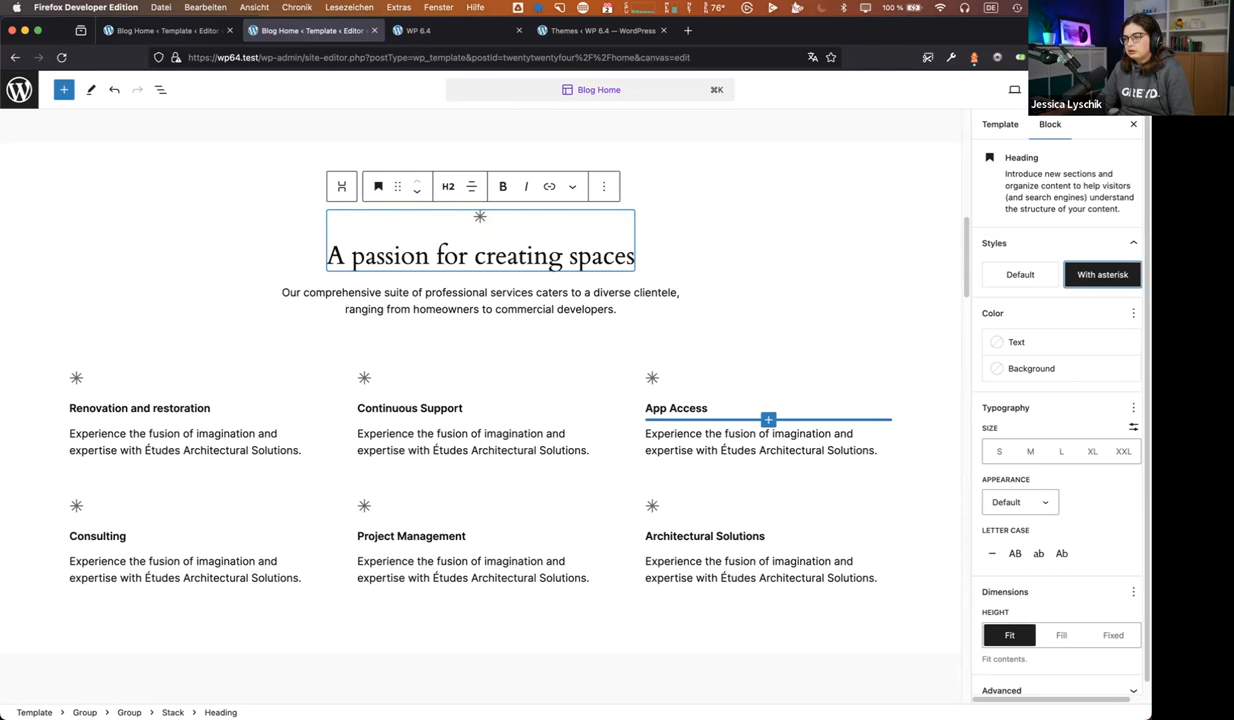 Firefox Developer Edition Datei Bearbeiten Ansicht Chronik Lesezeichen Extras Fenster Hilfe 76° 100 % DE
Blog Home ‹ Template ‹ Editor Blog Home ‹ Template ‹ Editor WP 6.4 Themes ‹ WP 6.4 — WordPress
https://wp64.test/wp-admin/site-editor.php?postType=wp_template&postId=twentytwentyfour%2F%2Fhome&canvas=edit
Blog Home ⌘K
Jessica Lyschik
GREYD.
Template Block
Heading
Introduce new sections and
organize content to help visitors
(and search engines) understand
the structure of your content.
H2 B I
A passion for creating spaces
Our comprehensive suite of professional services caters to a diverse clientele,
ranging from homeowners to commercial developers.
Renovation and restoration
Experience the fusion of imagination and
expertise with Études Architectural Solutions.
Continuous Support
Experience the fusion of imagination and
expertise with Études Architectural Solutions.
App Access
Experience the fusion of imagination and
expertise with Études Architectural Solutions.
Consulting
Experience the fusion of imagination and
expertise with Études Architectural Solutions.
Project Management
Experience the fusion of imagination and
expertise with Études Architectural Solutions.
Architectural Solutions
Experience the fusion of imagination and
expertise with Études Architectural Solutions.
Styles
Default With asterisk
Color
Text
Background
Typography
SIZE
S M L XL XXL
APPEARANCE
Default
LETTER CASE
— AB ab Ab
Dimensions
HEIGHT
Fit Fill Fixed
Fit contents.
Advanced
Template > Group > Group > Stack > Heading